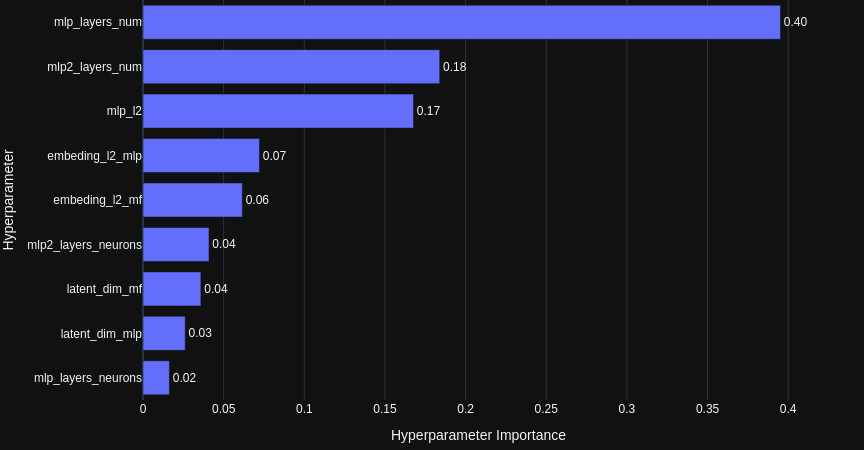 mlp_layers_num 0.40
mlp2_layers_num 0.18
mlp_l2 0.17
embeding_l2_mlp 0.07
embeding_l2_mf 0.06
mlp2_layers_neurons 0.04
latent_dim_mf 0.04
latent_dim_mlp 0.03
mlp_layers_neurons 0.02
Hyperparameter
0 0.05 0.1 0.15 0.2 0.25 0.3 0.35 0.4
Hyperparameter Importance